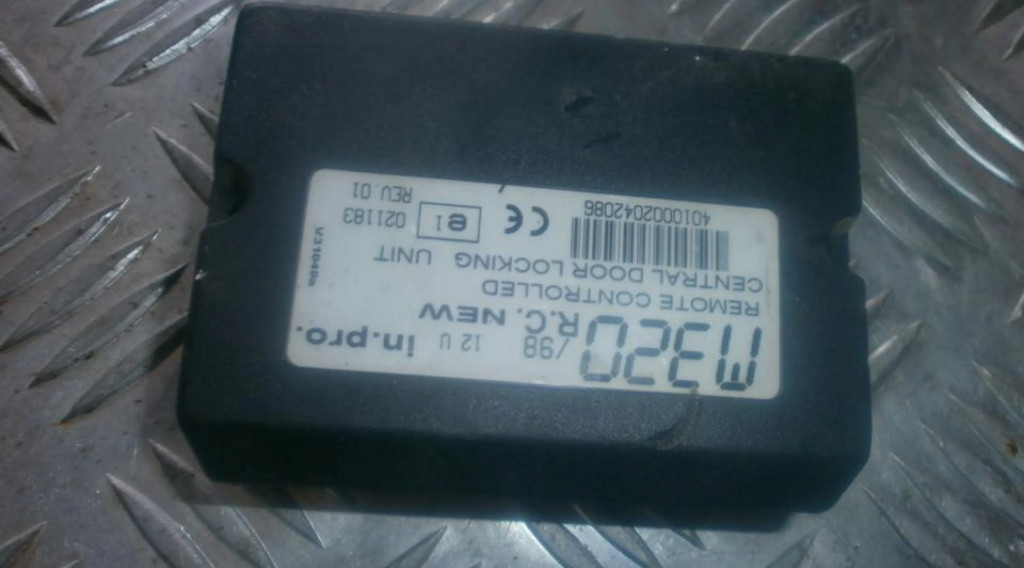 M320 /98 12 V in.pro.
R.C. NEW
REMOTE CONTROLLED
CENTRAL DOOR LOCKING UNIT
4010002042086
CE e1 021183
REV.01